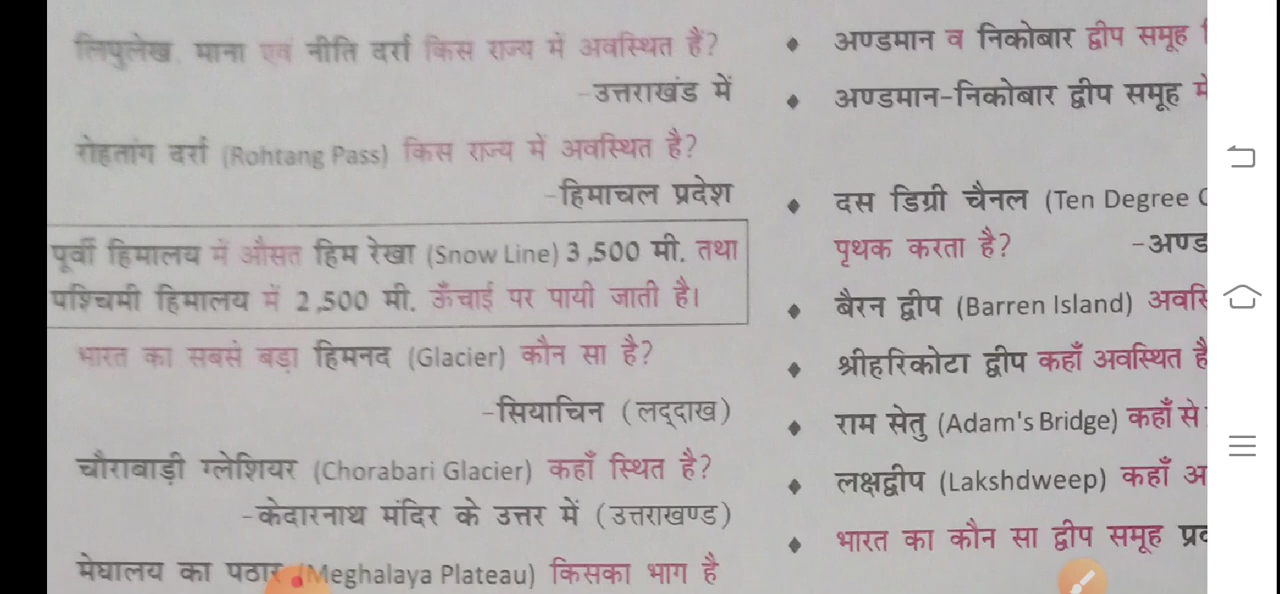 लिपुलेख, माना एवं नीति दर्रा किस राज्य में अवस्थित है?
-उत्तराखंड में
रोहतांग दर्रा (Rohtang Pass) किस राज्य में अवस्थित है?
-हिमाचल प्रदेश
पूर्वी हिमालय में औसत हिम रेखा (Snow Line) 3,500 मी. तथा
पश्चिमी हिमालय में 2,500 मी. ऊँचाई पर पायी जाती है।
भारत का सबसे बड़ा हिमनद (Glacier) कौन सा है?
-सियाचिन (लद्दाख)
चौराबाड़ी ग्लेशियर (Chorabari Glacier) कहाँ स्थित है?
-केदारनाथ मंदिर के उत्तर में (उत्तराखण्ड)
मेघालय का पठार (Meghalaya Plateau) किसका भाग है
♦ अण्डमान व निकोबार द्वीप समूह
♦ अण्डमान-निकोबार द्वीप समूह में
♦ दस डिग्री चैनल (Ten Degree C
पृथक करता है? -अण्ड
♦ बैरन द्वीप (Barren Island) अवस्
♦ श्रीहरिकोटा द्वीप कहाँ अवस्थित है
♦ राम सेतु (Adam's Bridge) कहाँ से
♦ लक्षद्वीप (Lakshdweep) कहाँ अ
♦ भारत का कौन सा द्वीप समूह प्र